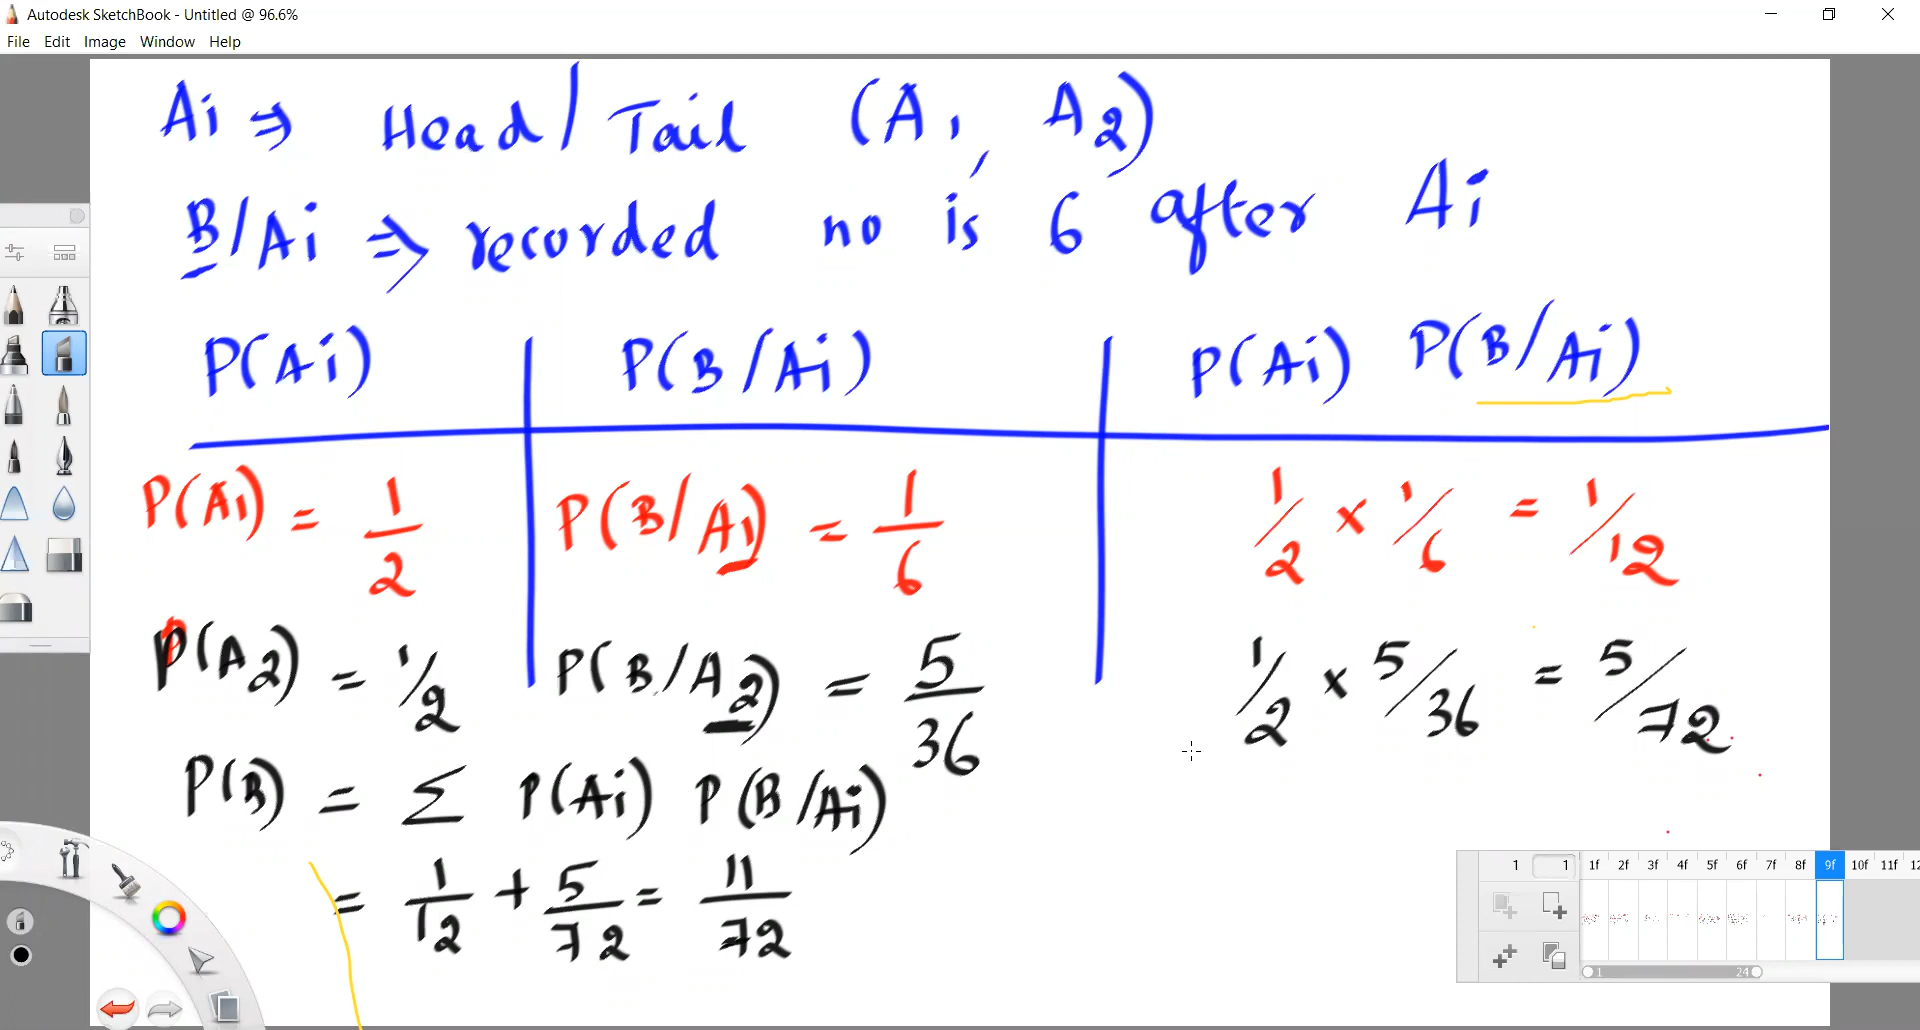 Autodesk SketchBook - Untitled @ 96.6%
File Edit Image Window Help
Ai ⇒ Head/Tail (A1, A2)
B/Ai ⇒ recorded no is 6 after Ai
P(Ai) P(B/Ai) P(Ai) P(B/Ai)
P(A1) = 1/2 P(B/A1) = 1/6 1/2 × 1/6 = 1/12
P(A2) = 1/2 P(B/A2) = 5/36 1/2 × 5/36 = 5/72
P(B) = Σ P(Ai) P(B/Ai)
= 1/12 + 5/72 = 11/72
1 1 1f 2f 3f 4f 5f 6f 7f 8f 9f 10f 11f 12
1 24